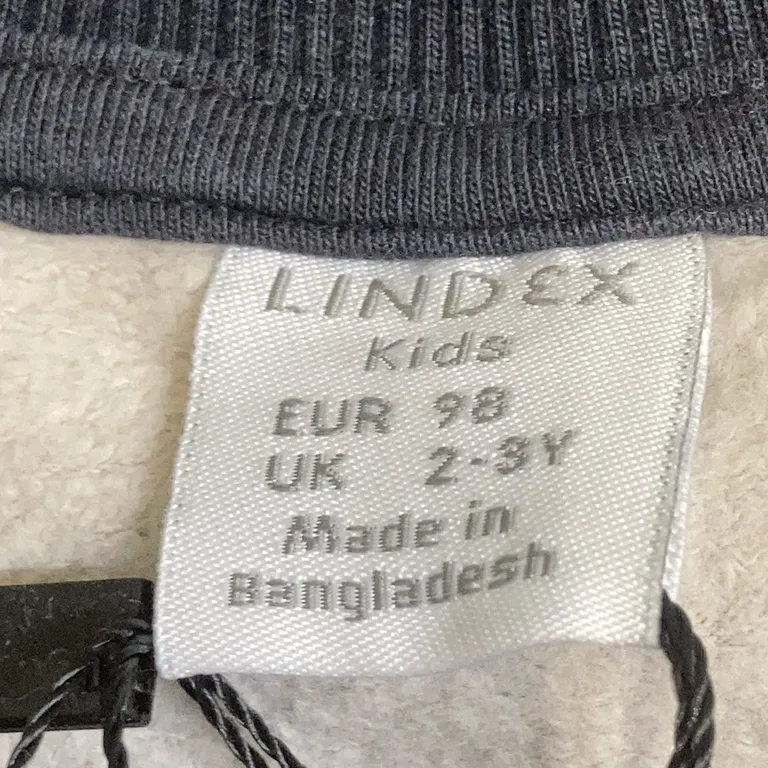 LINDEX
Kids
EUR 98
UK 2-3Y
Made in
Bangladesh